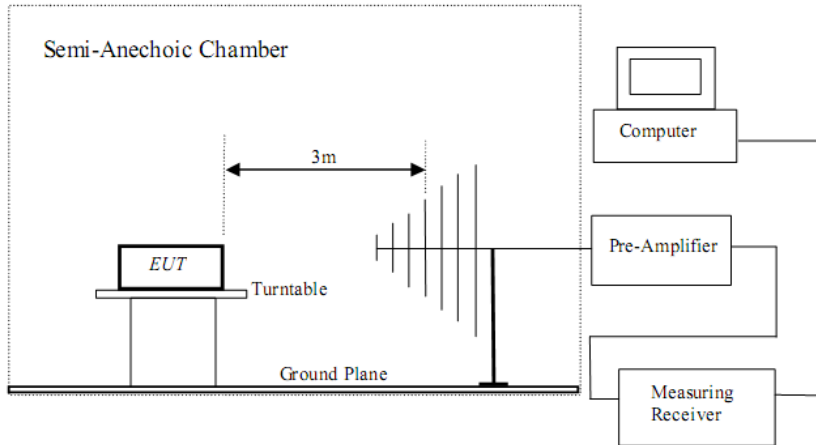 Semi-Anechoic Chamber
3m
EUT
Turntable
Ground Plane
Computer
Pre-Amplifier
Measuring
Receiver